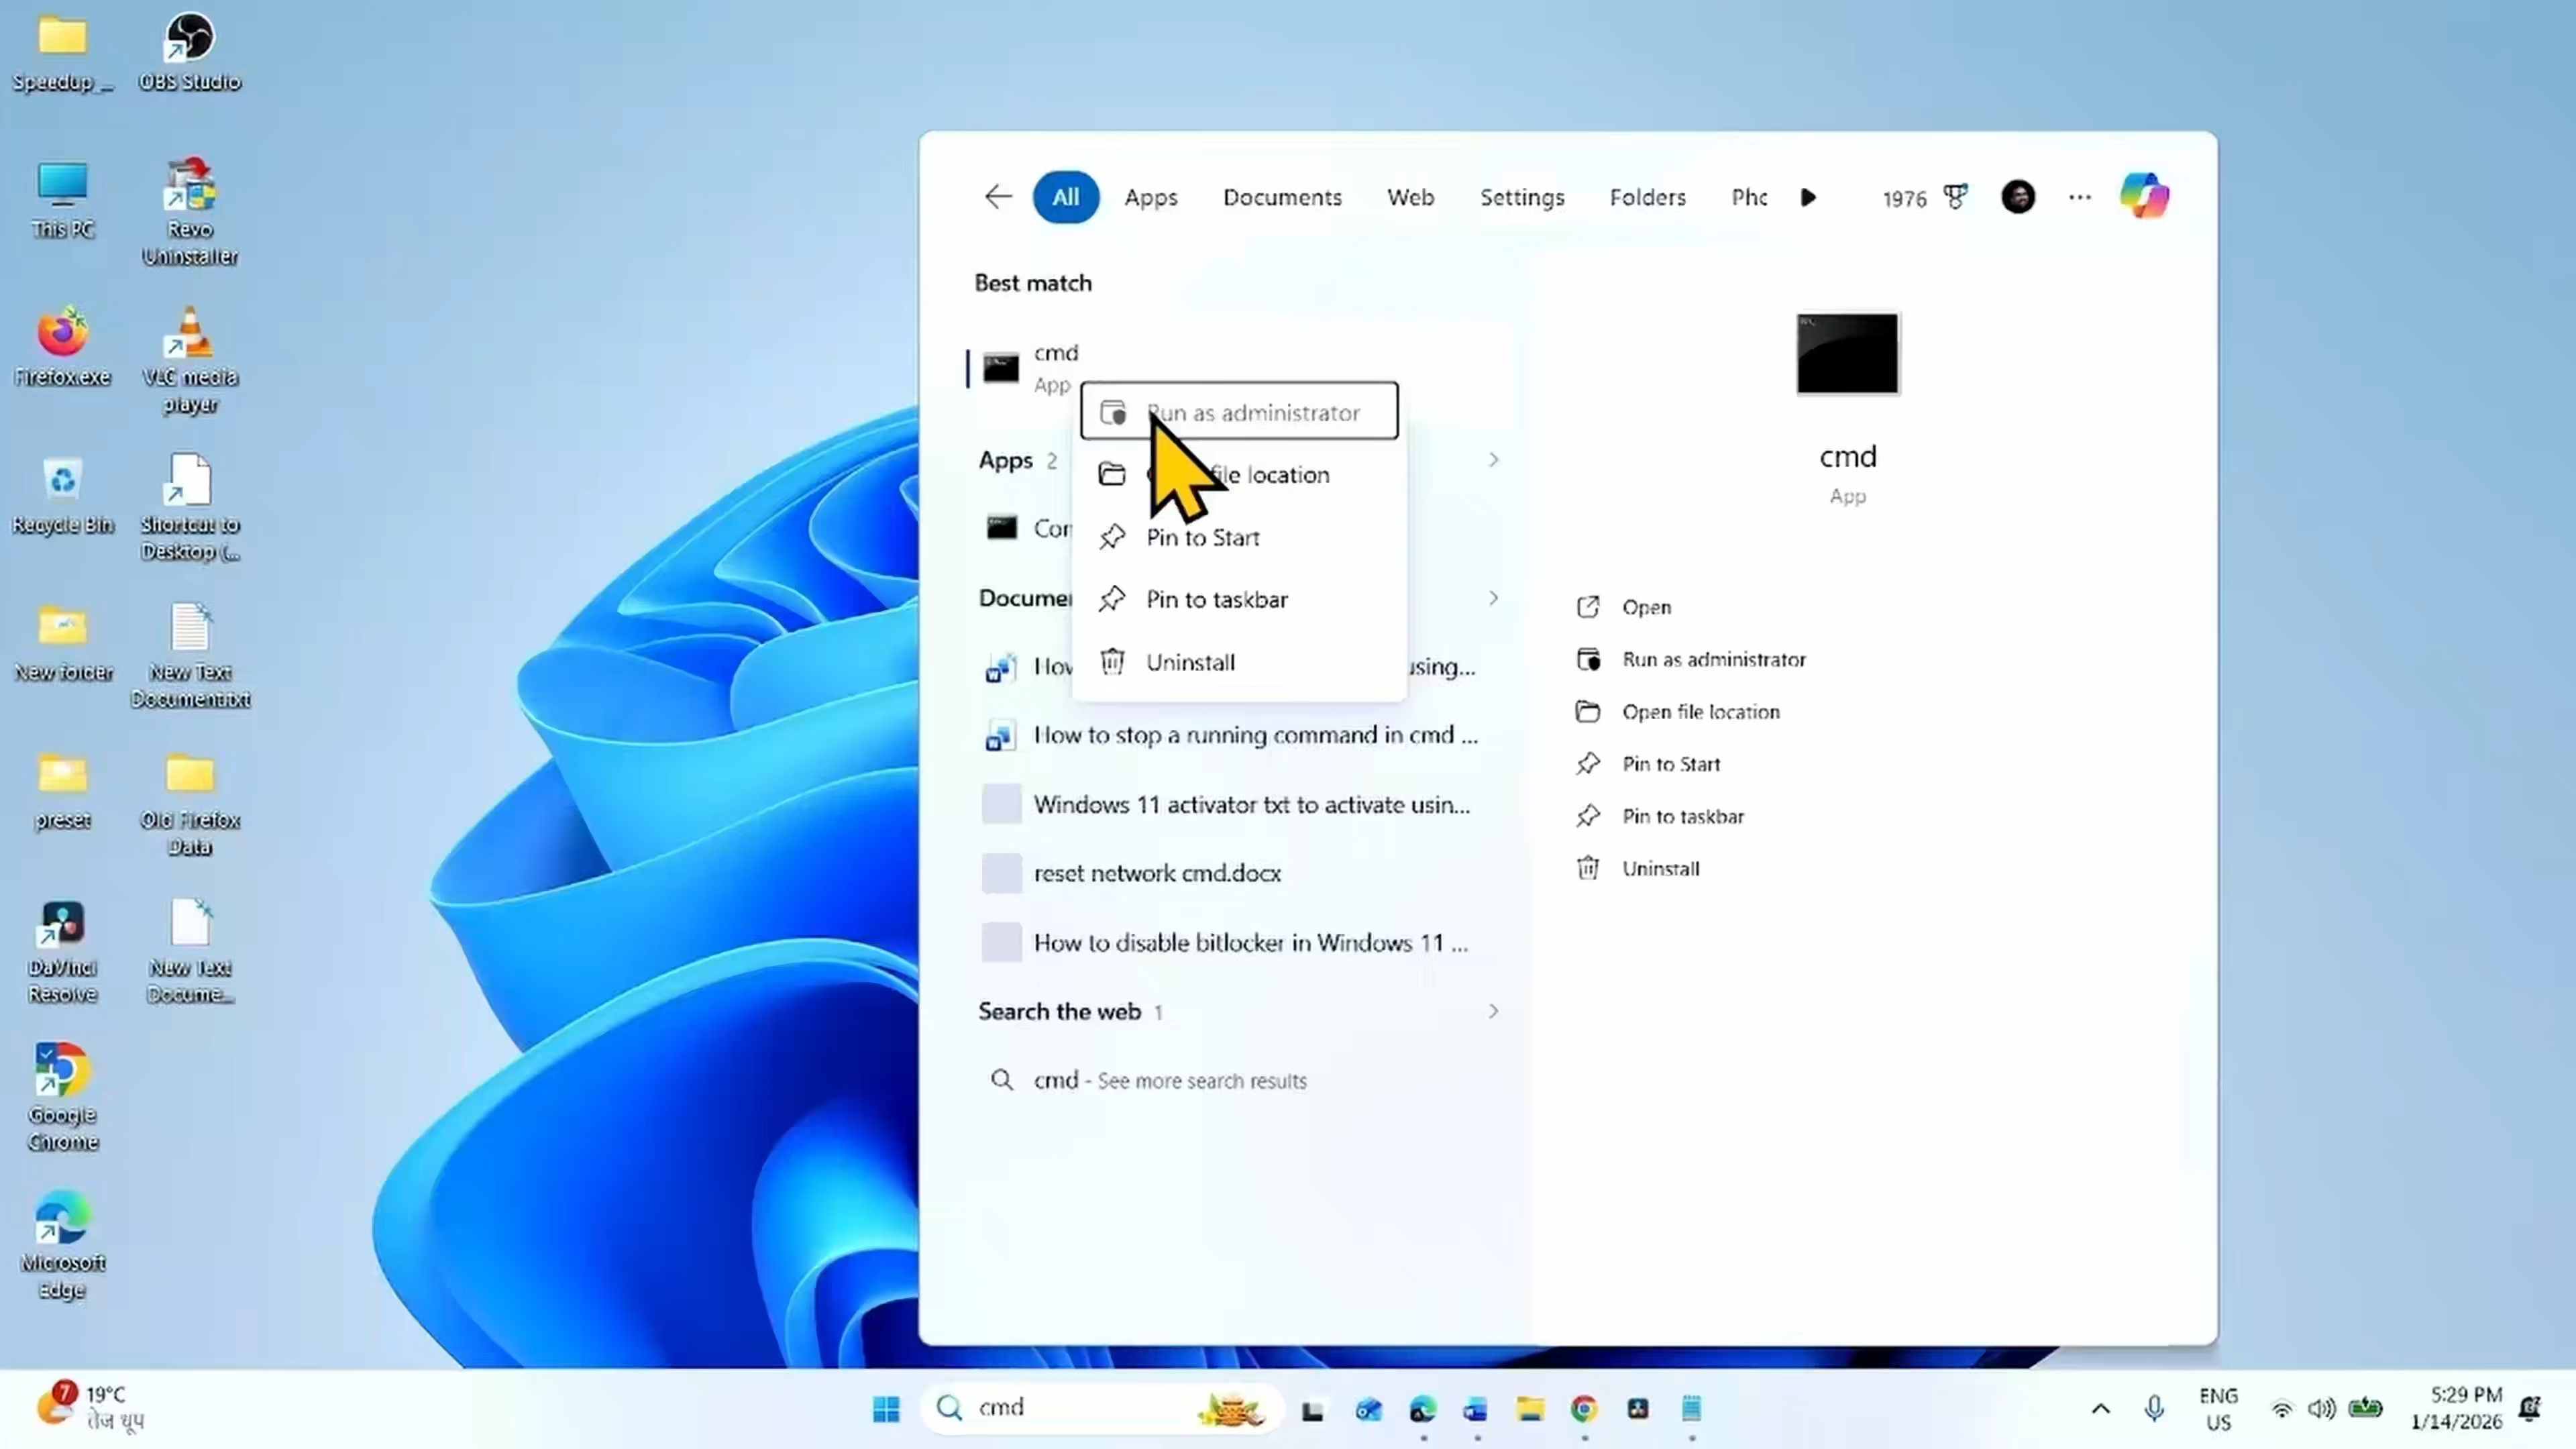 Speedup_...
OBS Studio
This PC
Revo
Uninstaller
Firefox.exe
VLC media
player
Recycle Bin
Shortcut to
Desktop (...
New folder
New Text
Document.txt
preset
Old Firefox
Data
DaVinci
Resolve
New Text
Docume...
Google
Chrome
Microsoft
Edge
All
Apps
Documents
Web
Settings
Folders
Phc
1976
...
Best match
cmd
App
Run as administrator
file location
Pin to Start
Pin to taskbar
Uninstall
Apps 2
Cor
Documer
How
using...
How to stop a running command in cmd ...
Windows 11 activator txt to activate usin...
reset network cmd.docx
How to disable bitlocker in Windows 11 ...
Search the web 1
cmd - See more search results
cmd
App
Open
Run as administrator
Open file location
Pin to Start
Pin to taskbar
Uninstall
7
19°C
तेज धूप
cmd
ENG
US
5:29 PM
1/14/2026